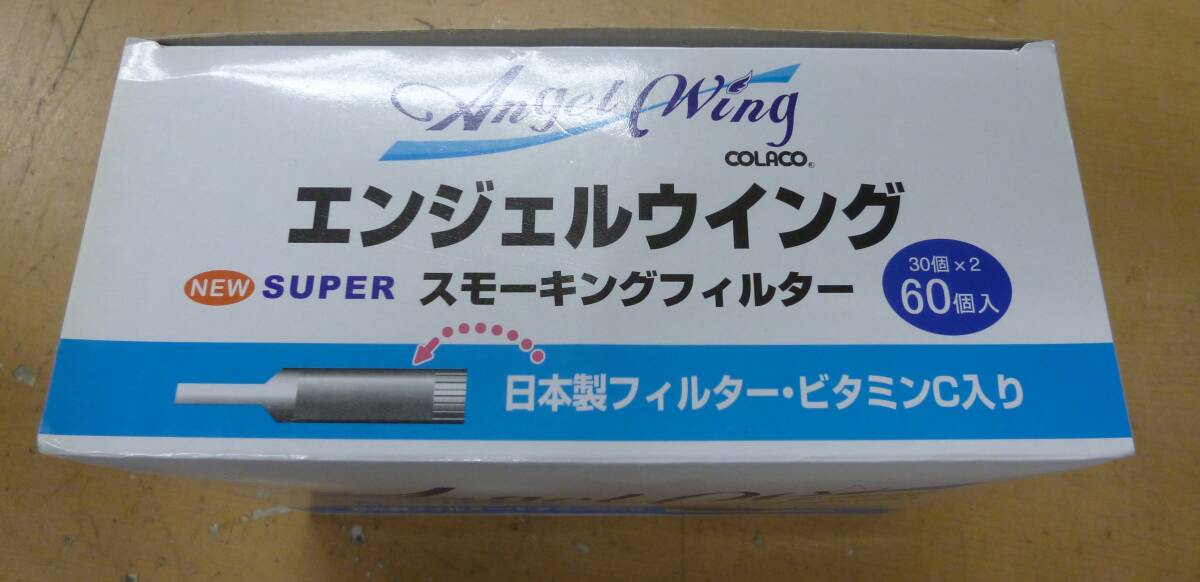 Angel Wing
COLACO®
エンジェルウイング
NEW SUPER スモーキングフィルター
30個×2
60個入
日本製フィルター・ビタミンC入り